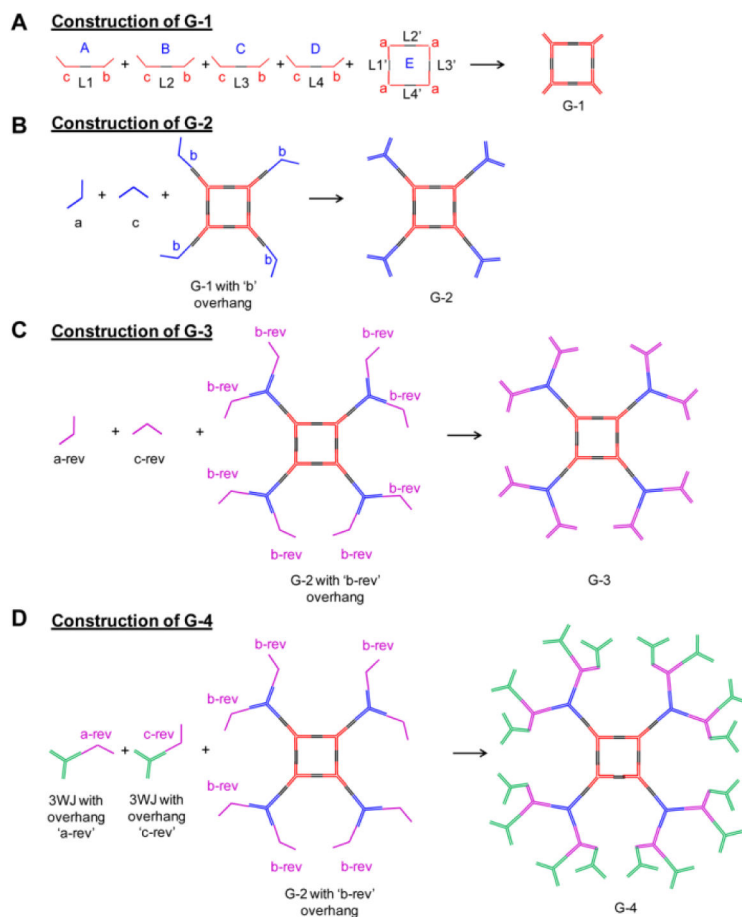 A Construction of G-1
A B C D L2'
a a
+ + + + L1' E L3'
c b c b c b c b
L1 L2 L3 L4
a a
L4'
G-1
B Construction of G-2
b b
+ +
a c
b b
G-1 with 'b'
overhang
G-2
C Construction of G-3
b-rev b-rev
b-rev b-rev
+ +
a-rev c-rev
b-rev b-rev
b-rev b-rev
G-2 with 'b-rev'
overhang
G-3
D Construction of G-4
b-rev b-rev
b-rev
a-rev c-rev
+ +
3WJ with
overhang
'a-rev'
3WJ with
overhang
'c-rev'
b-rev
b-rev b-rev
G-2 with 'b-rev'
overhang
G-4